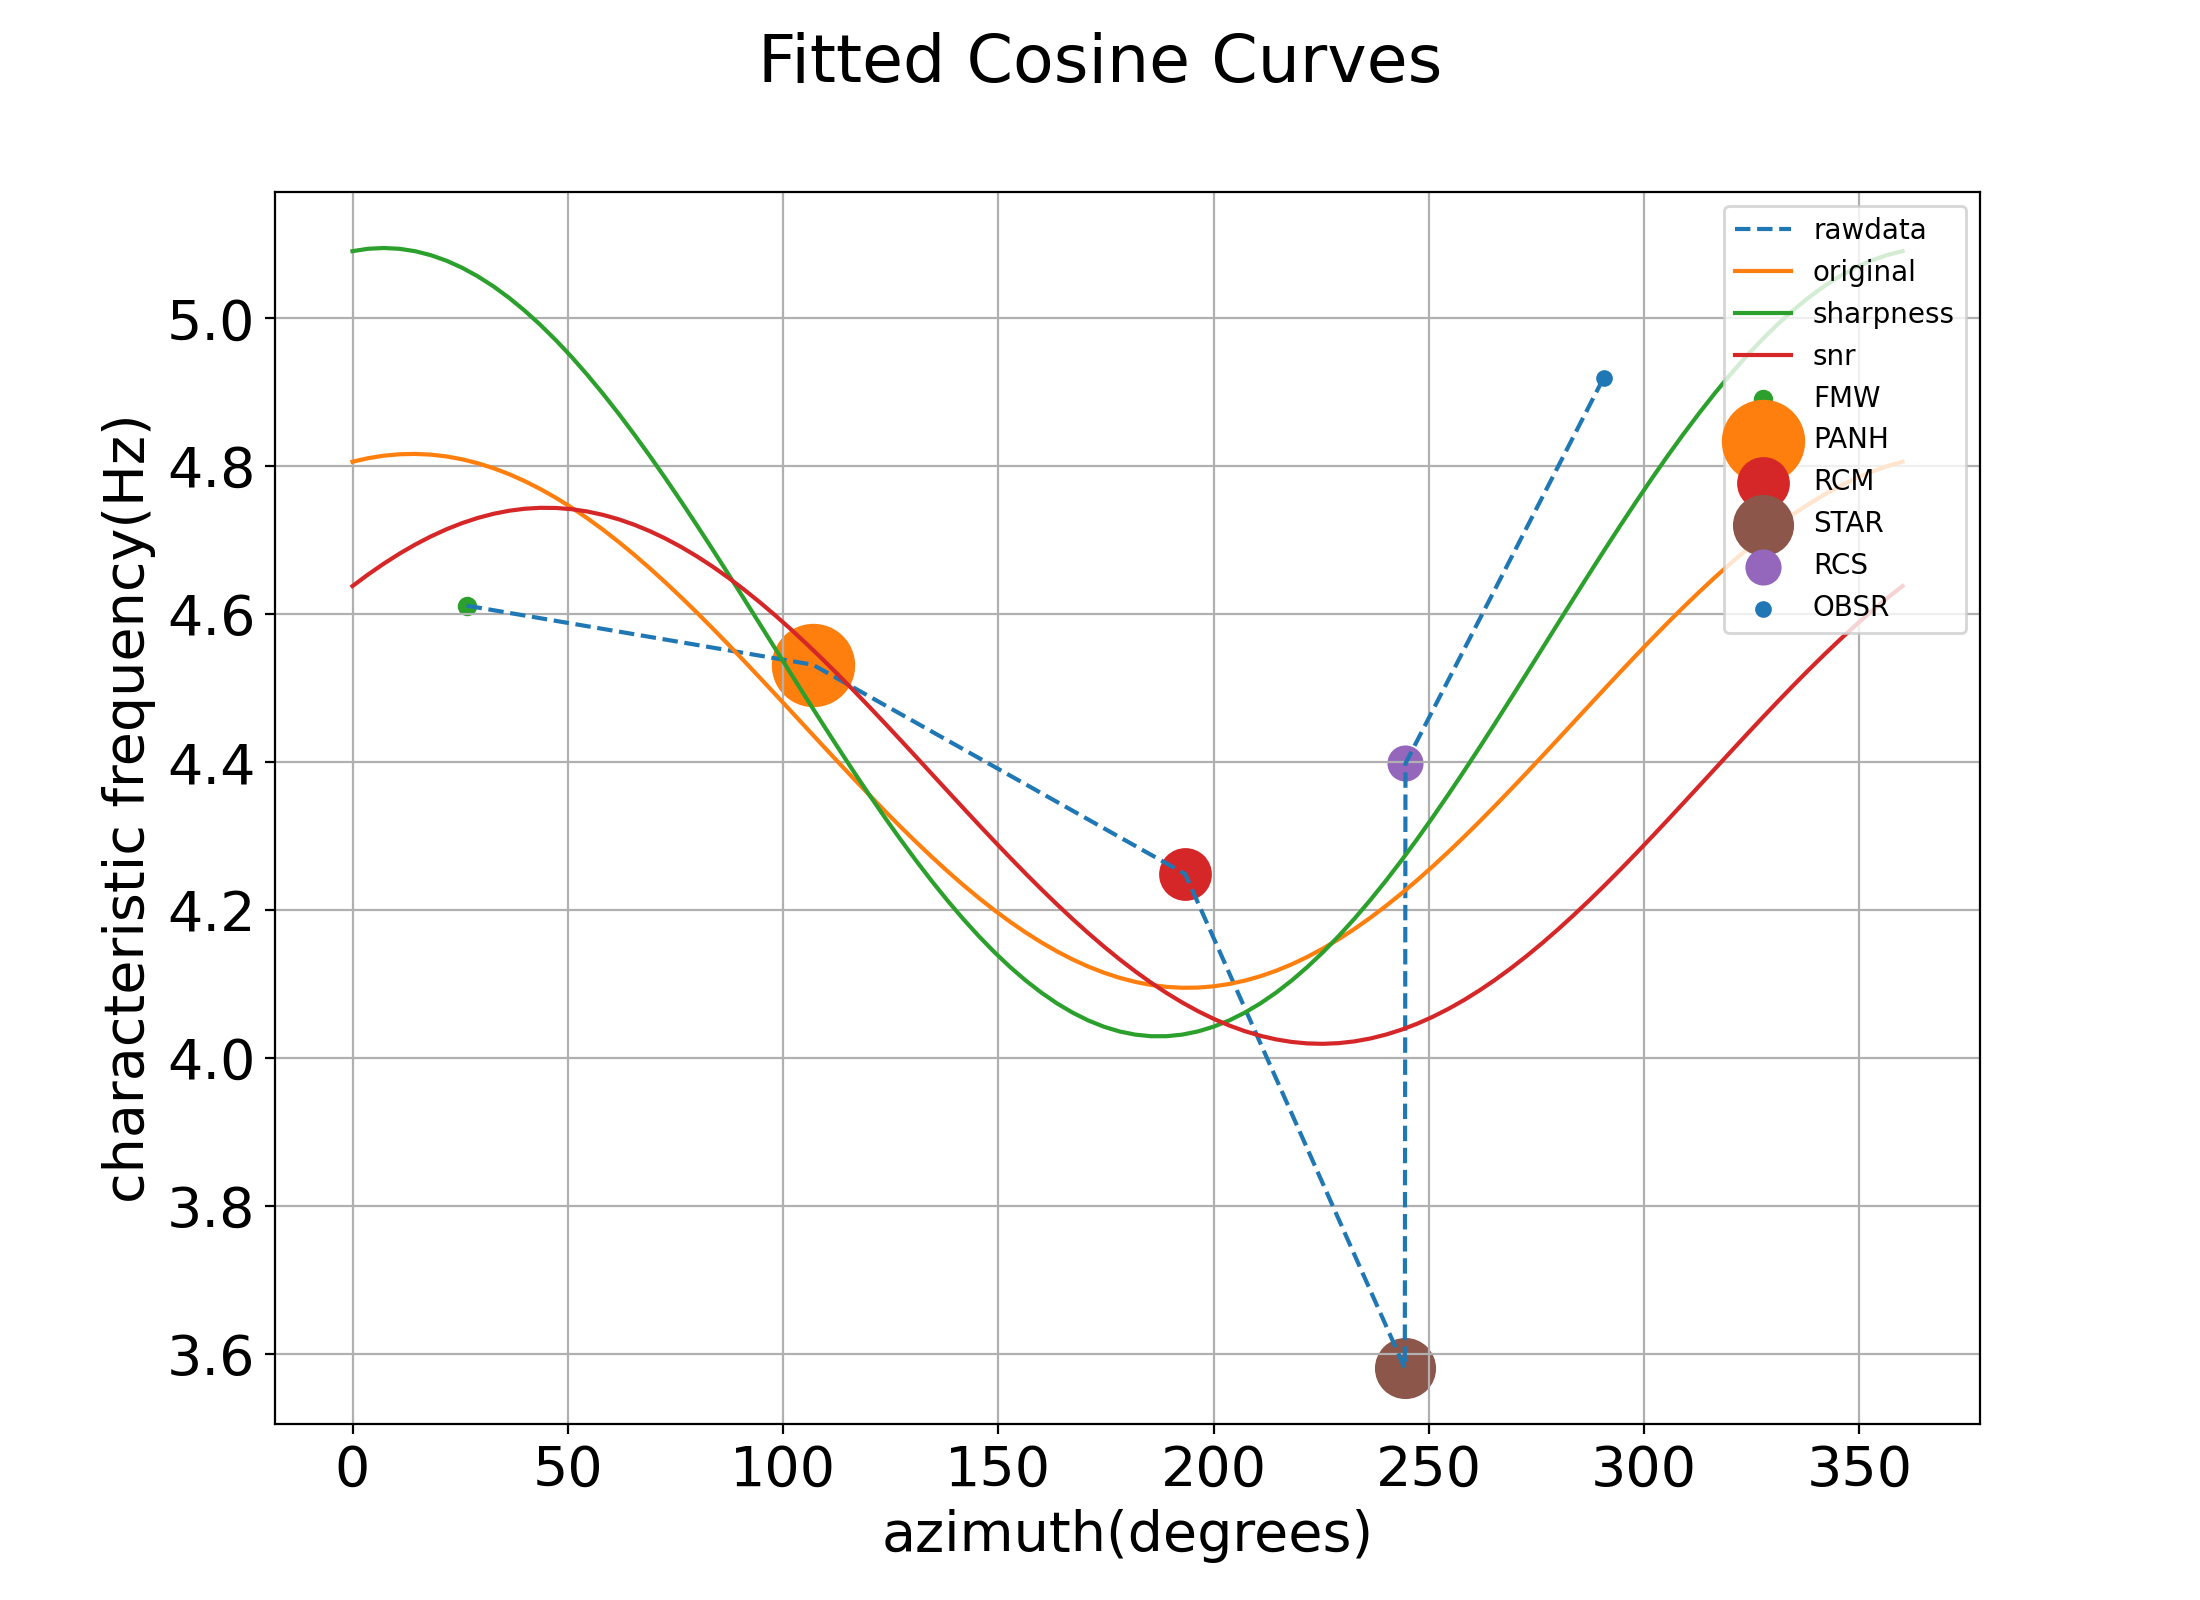 Fitted Cosine Curves
rawdata
original
sharpness
snr
FMW
PANH
RCM
STAR
RCS
OBSR
characteristic frequency(Hz)
5.0
4.8
4.6
4.4
4.2
4.0
3.8
3.6
0 50 100 150 200 250 300 350
azimuth(degrees)